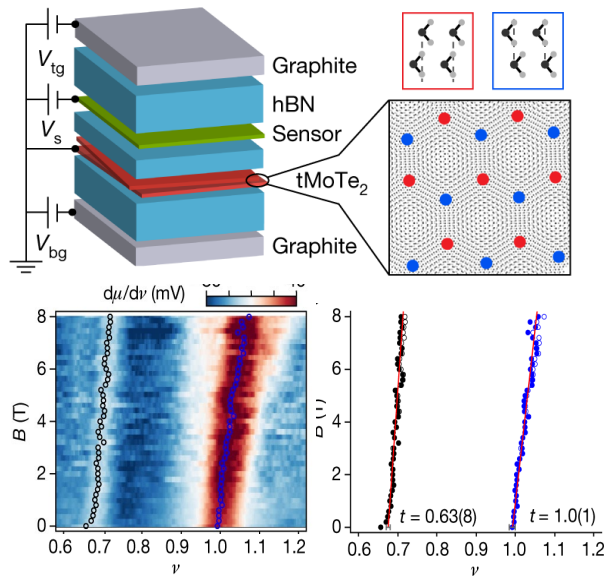 V_tg
Graphite
hBN
V_s
Sensor
tMoTe₂
V_bg
Graphite
dμ/dν (mV)
8
6
4
2
0
B (T)
0.6 0.7 0.8 0.9 1.0 1.1 1.2
ν
8
6
4
2
0
t = 0.63(8)
t = 1.0(1)
0.6 0.7 0.8 0.9 1.0 1.1 1.2
ν